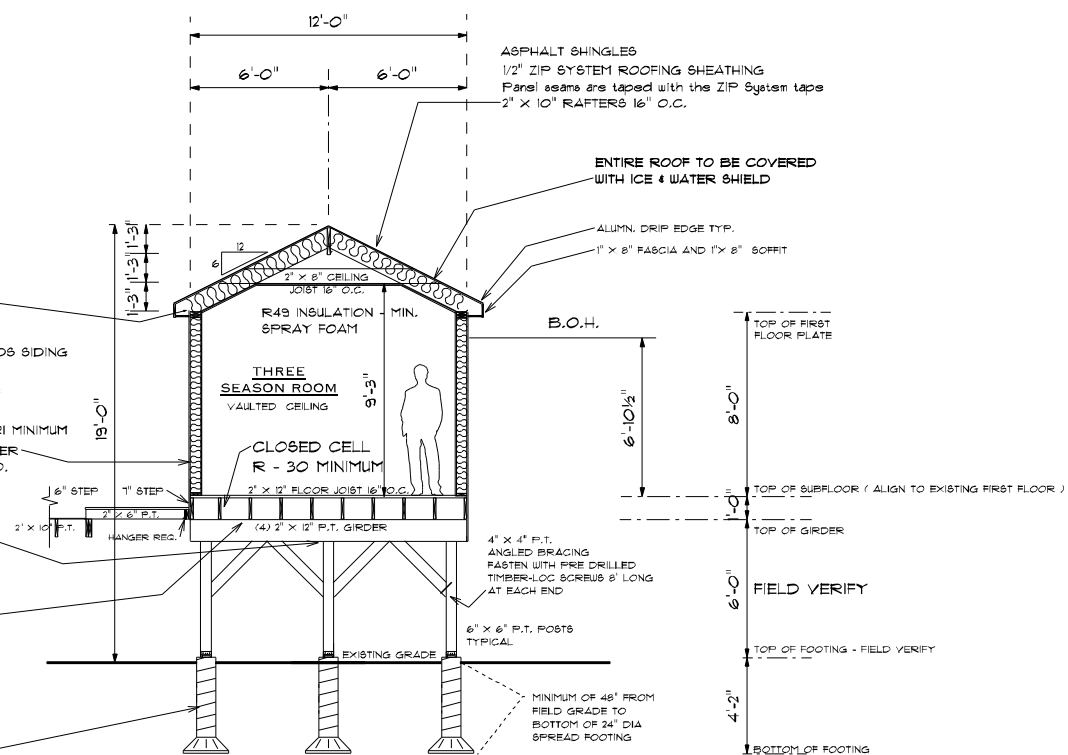 12'-0"
6'-0"
6'-0"
ASPHALT SHINGLES
1/2" ZIP SYSTEM ROOFING SHEATHING
Panel seams are taped with the ZIP System tape
2" X 10" RAFTERS 16" O.C.
ENTIRE ROOF TO BE COVERED
WITH ICE & WATER SHIELD
ALUMN. DRIP EDGE TYP.
1" X 8" FASCIA AND 1"X 8" SOFFIT
1'-3"
1'-3"
1'-3"
12
6
2" X 8" CEILING
JOIST 16" O.C.
R49 INSULATION - MIN.
SPRAY FOAM
B.O.H.
TOP OF FIRST
FLOOR PLATE
SIDING
THREE
SEASON ROOM
VAULTED CEILING
9'-3"
19'-0"
6'-10½"
8'-0"
MINIMUM
CLOSED CELL
R - 30 MINIMUM
2" X 12" FLOOR JOIST 16" O.C.
6" STEP
7" STEP
2" X 6" P.T.
2' X 10" P.T.
HANGER REQ.
(4) 2" X 12" P.T. GIRDER
TOP OF SUBFLOOR ( ALIGN TO EXISTING FIRST FLOOR )
1'-0"
TOP OF GIRDER
4" X 4" P.T.
ANGLED BRACING
FASTEN WITH PRE DRILLED
TIMBER-LOC SCREWS 8' LONG
AT EACH END
6'-0"
FIELD VERIFY
6" X 6" P.T. POSTS
TYPICAL
EXISTING GRADE
TOP OF FOOTING - FIELD VERIFY
MINIMUM OF 48" FROM
FIELD GRADE TO
BOTTOM OF 24" DIA
SPREAD FOOTING
4'-2"
BOTTOM OF FOOTING